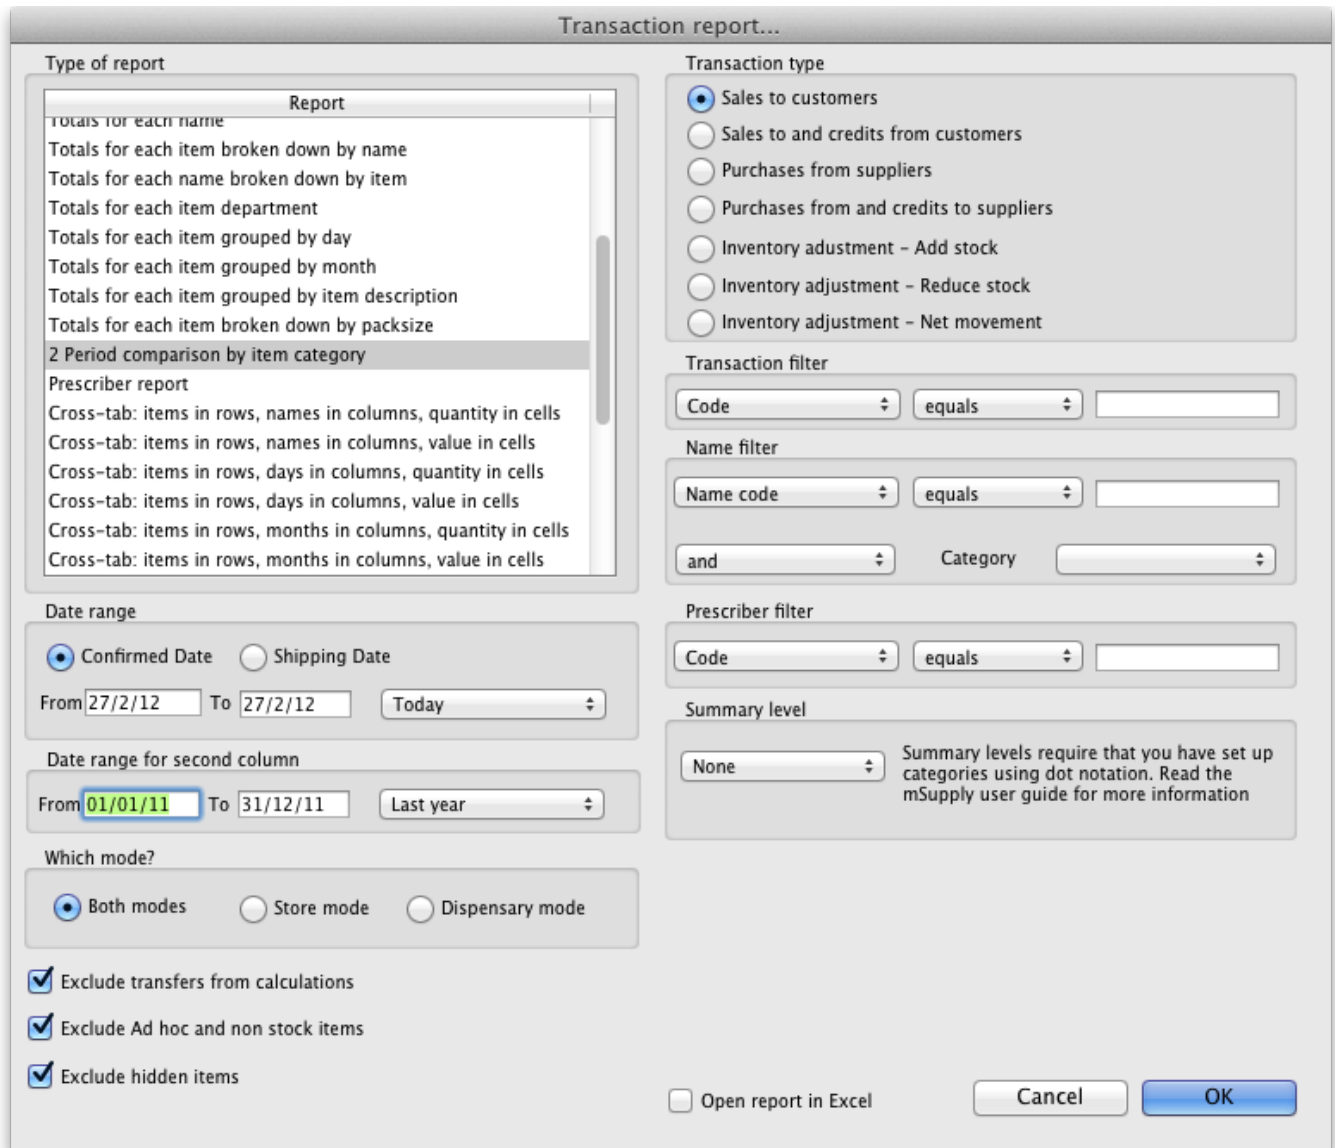 Transaction report...
Type of report
Report
Totals for each name
Totals for each item broken down by name
Totals for each name broken down by item
Totals for each item department
Totals for each item grouped by day
Totals for each item grouped by month
Totals for each item grouped by item description
Totals for each item broken down by packsize
2 Period comparison by item category
Prescriber report
Cross-tab: items in rows, names in columns, quantity in cells
Cross-tab: items in rows, names in columns, value in cells
Cross-tab: items in rows, days in columns, quantity in cells
Cross-tab: items in rows, days in columns, value in cells
Cross-tab: items in rows, months in columns, quantity in cells
Cross-tab: items in rows, months in columns, value in cells
Date range
Confirmed Date Shipping Date
From 27/2/12 To 27/2/12 Today
Date range for second column
From 01/01/11 To 31/12/11 Last year
Which mode?
Both modes Store mode Dispensary mode
Exclude transfers from calculations
Exclude Ad hoc and non stock items
Exclude hidden items
Transaction type
Sales to customers
Sales to and credits from customers
Purchases from suppliers
Purchases from and credits to suppliers
Inventory adustment - Add stock
Inventory adjustment - Reduce stock
Inventory adjustment - Net movement
Transaction filter
Code equals
Name filter
Name code equals
and Category
Prescriber filter
Code equals
Summary level
None
Summary levels require that you have set up
categories using dot notation. Read the
mSupply user guide for more information
Open report in Excel Cancel OK